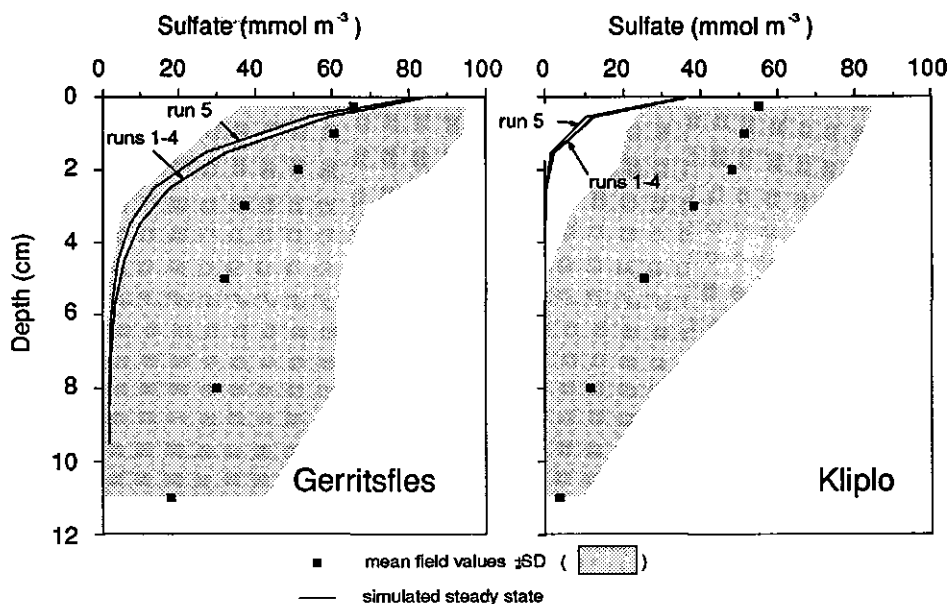 Sulfate (mmol m⁻³)
0 20 40 60 80 100
Sulfate (mmol m⁻³)
0 20 40 60 80 100
Depth (cm)
0
2
4
6
8
10
12
run 5
runs 1-4
Gerritsfles
run 5
runs 1-4
Kliplo
■ mean field values ±SD ( )
— simulated steady state